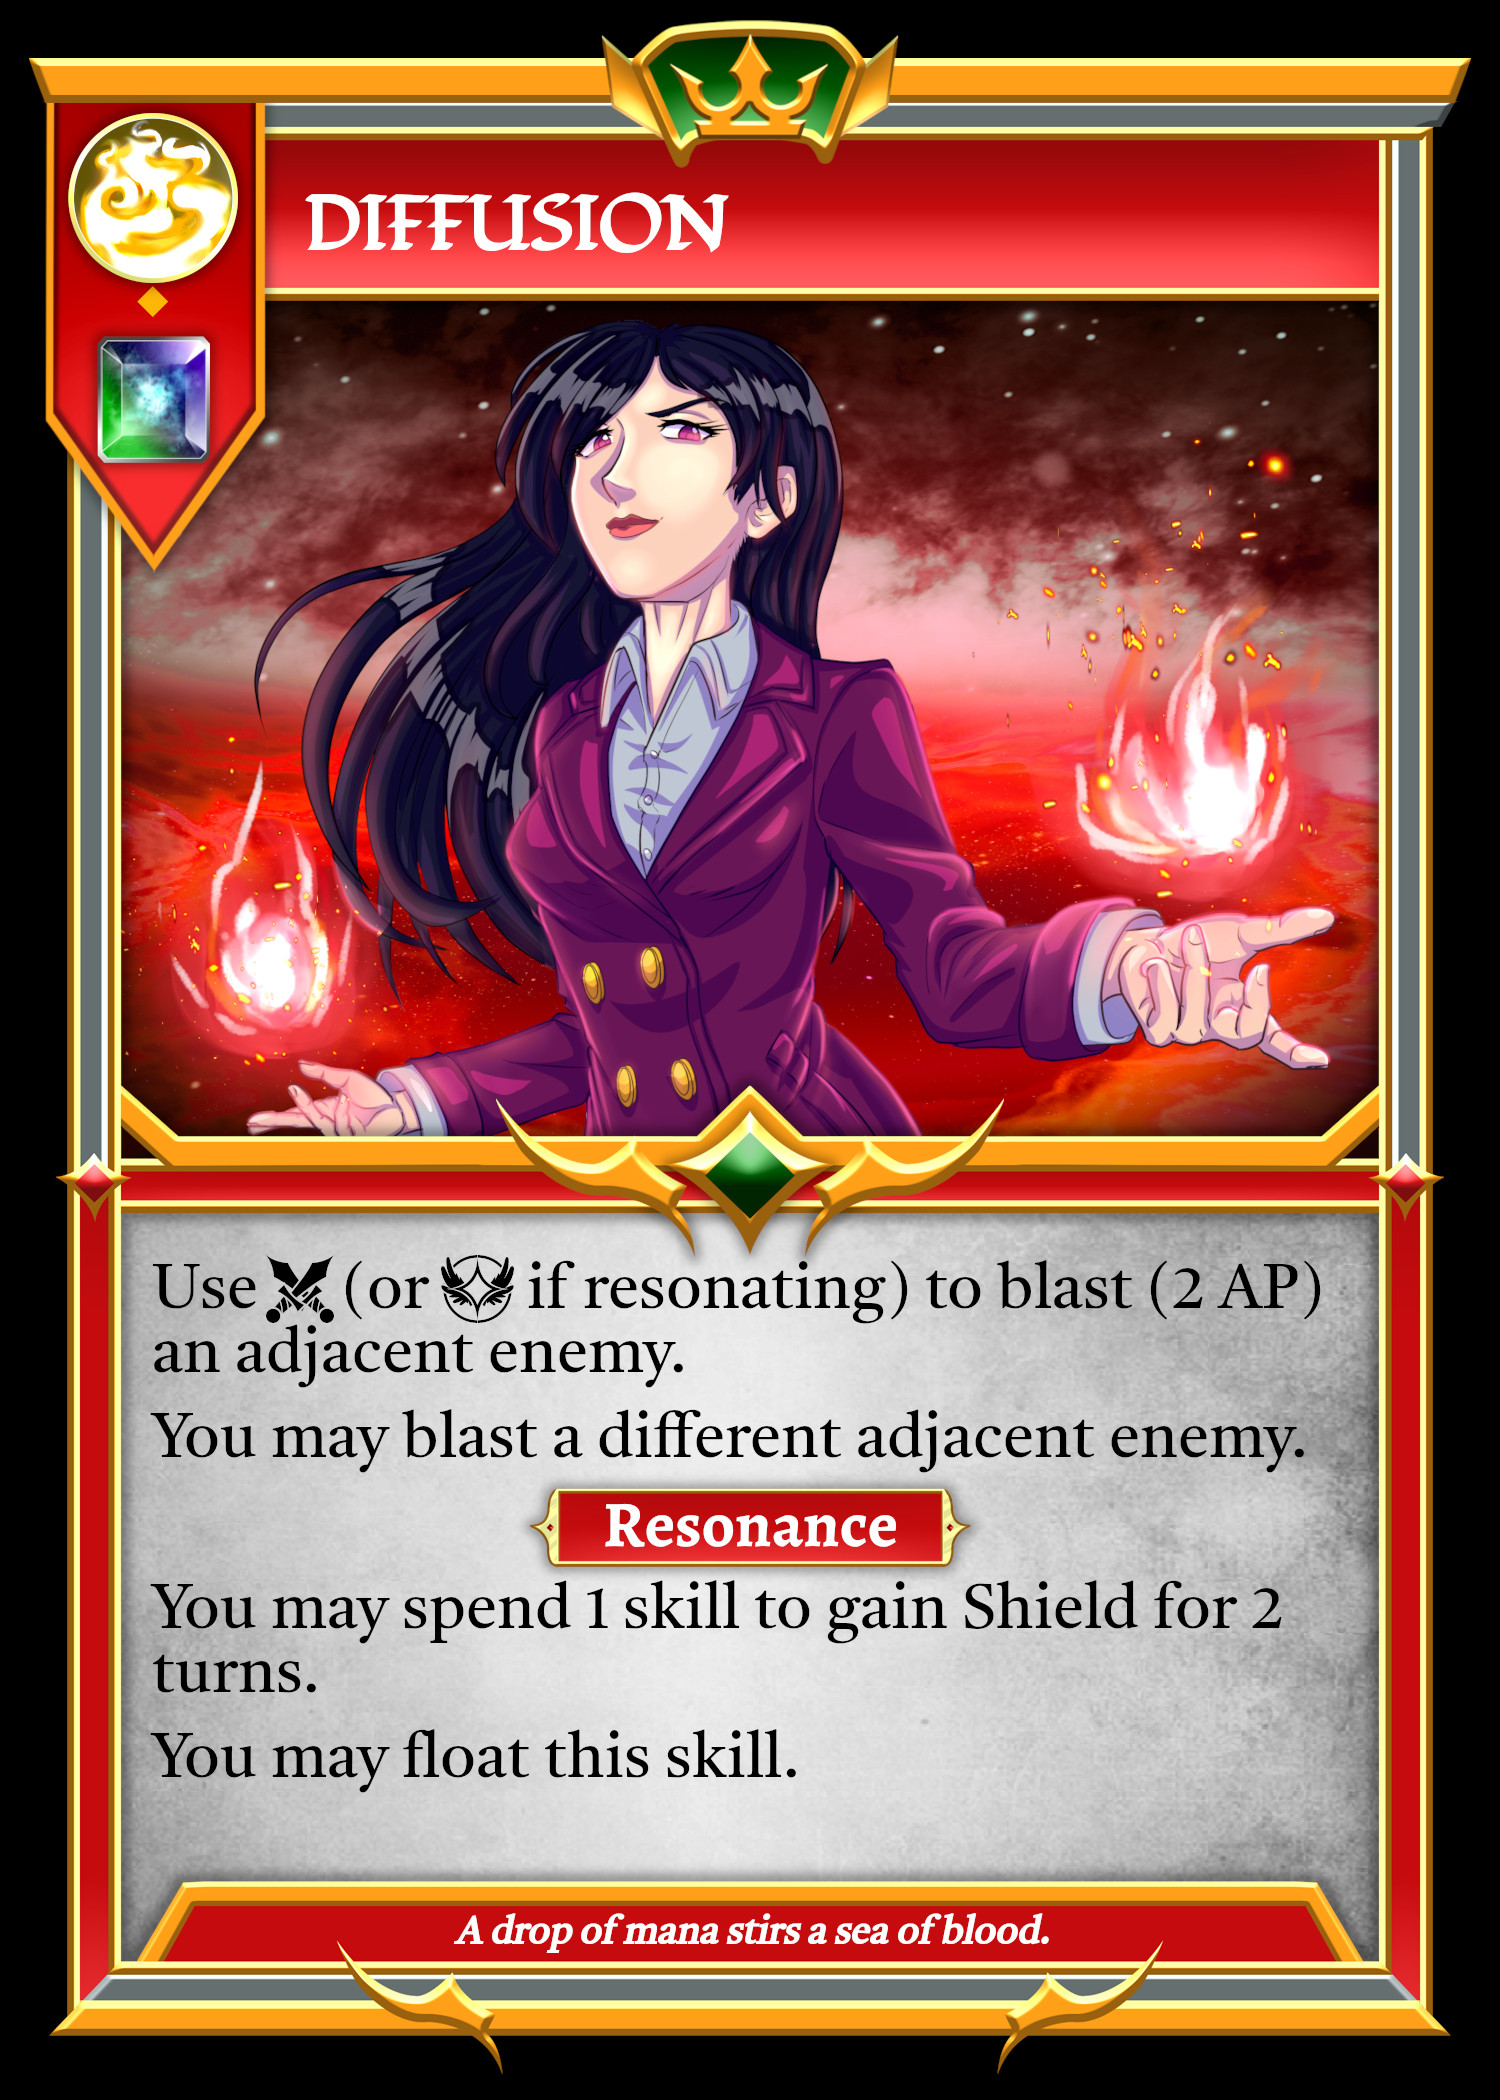 DIFFUSION
Use (or if resonating) to blast (2 AP)
an adjacent enemy.
You may blast a different adjacent enemy.
Resonance
You may spend 1 skill to gain Shield for 2
turns.
You may float this skill.
A drop of mana stirs a sea of blood.